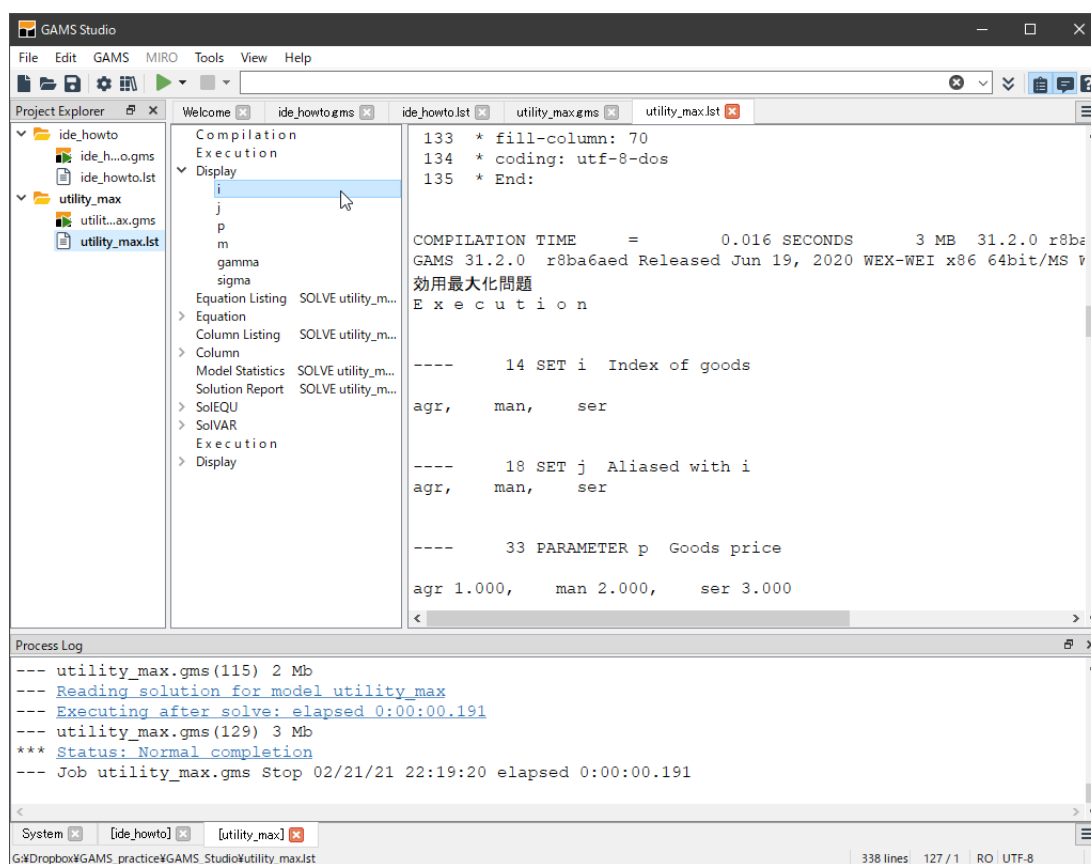 GAMS Studio
File Edit GAMS MIRO Tools View Help
Project Explorer
ide_howto
ide_h...o.gms
ide_howto.lst
utility_max
utilit...ax.gms
utility_max.lst
Welcome ide_howto.gms ide_howto.lst utility_max.gms utility_max.lst
Compilation
Execution
Display
i
j
p
m
gamma
sigma
Equation Listing SOLVE utility_m...
Equation
Column Listing SOLVE utility_m...
Column
Model Statistics SOLVE utility_m...
Solution Report SOLVE utility_m...
SolEQU
SolVAR
Execution
Display
133 * fill-column: 70
134 * coding: utf-8-dos
135 * End:
COMPILATION TIME = 0.016 SECONDS 3 MB 31.2.0 r8ba
GAMS 31.2.0 r8ba6aed Released Jun 19, 2020 WEX-WEI x86 64bit/MS W
効用最大化問題
E x e c u t i o n
---- 14 SET i Index of goods
agr, man, ser
---- 18 SET j Aliased with i
agr, man, ser
---- 33 PARAMETER p Goods price
agr 1.000, man 2.000, ser 3.000
Process Log
--- utility_max.gms(115) 2 Mb
--- Reading solution for model utility_max
--- Executing after solve: elapsed 0:00:00.191
--- utility_max.gms(129) 3 Mb
*** Status: Normal completion
--- Job utility_max.gms Stop 02/21/21 22:19:20 elapsed 0:00:00.191
System [ide_howto] [utility_max]
G:¥Dropbox¥GAMS_practice¥GAMS_Studio¥utility_max.lst 338 lines 127 / 1 RO UTF-8